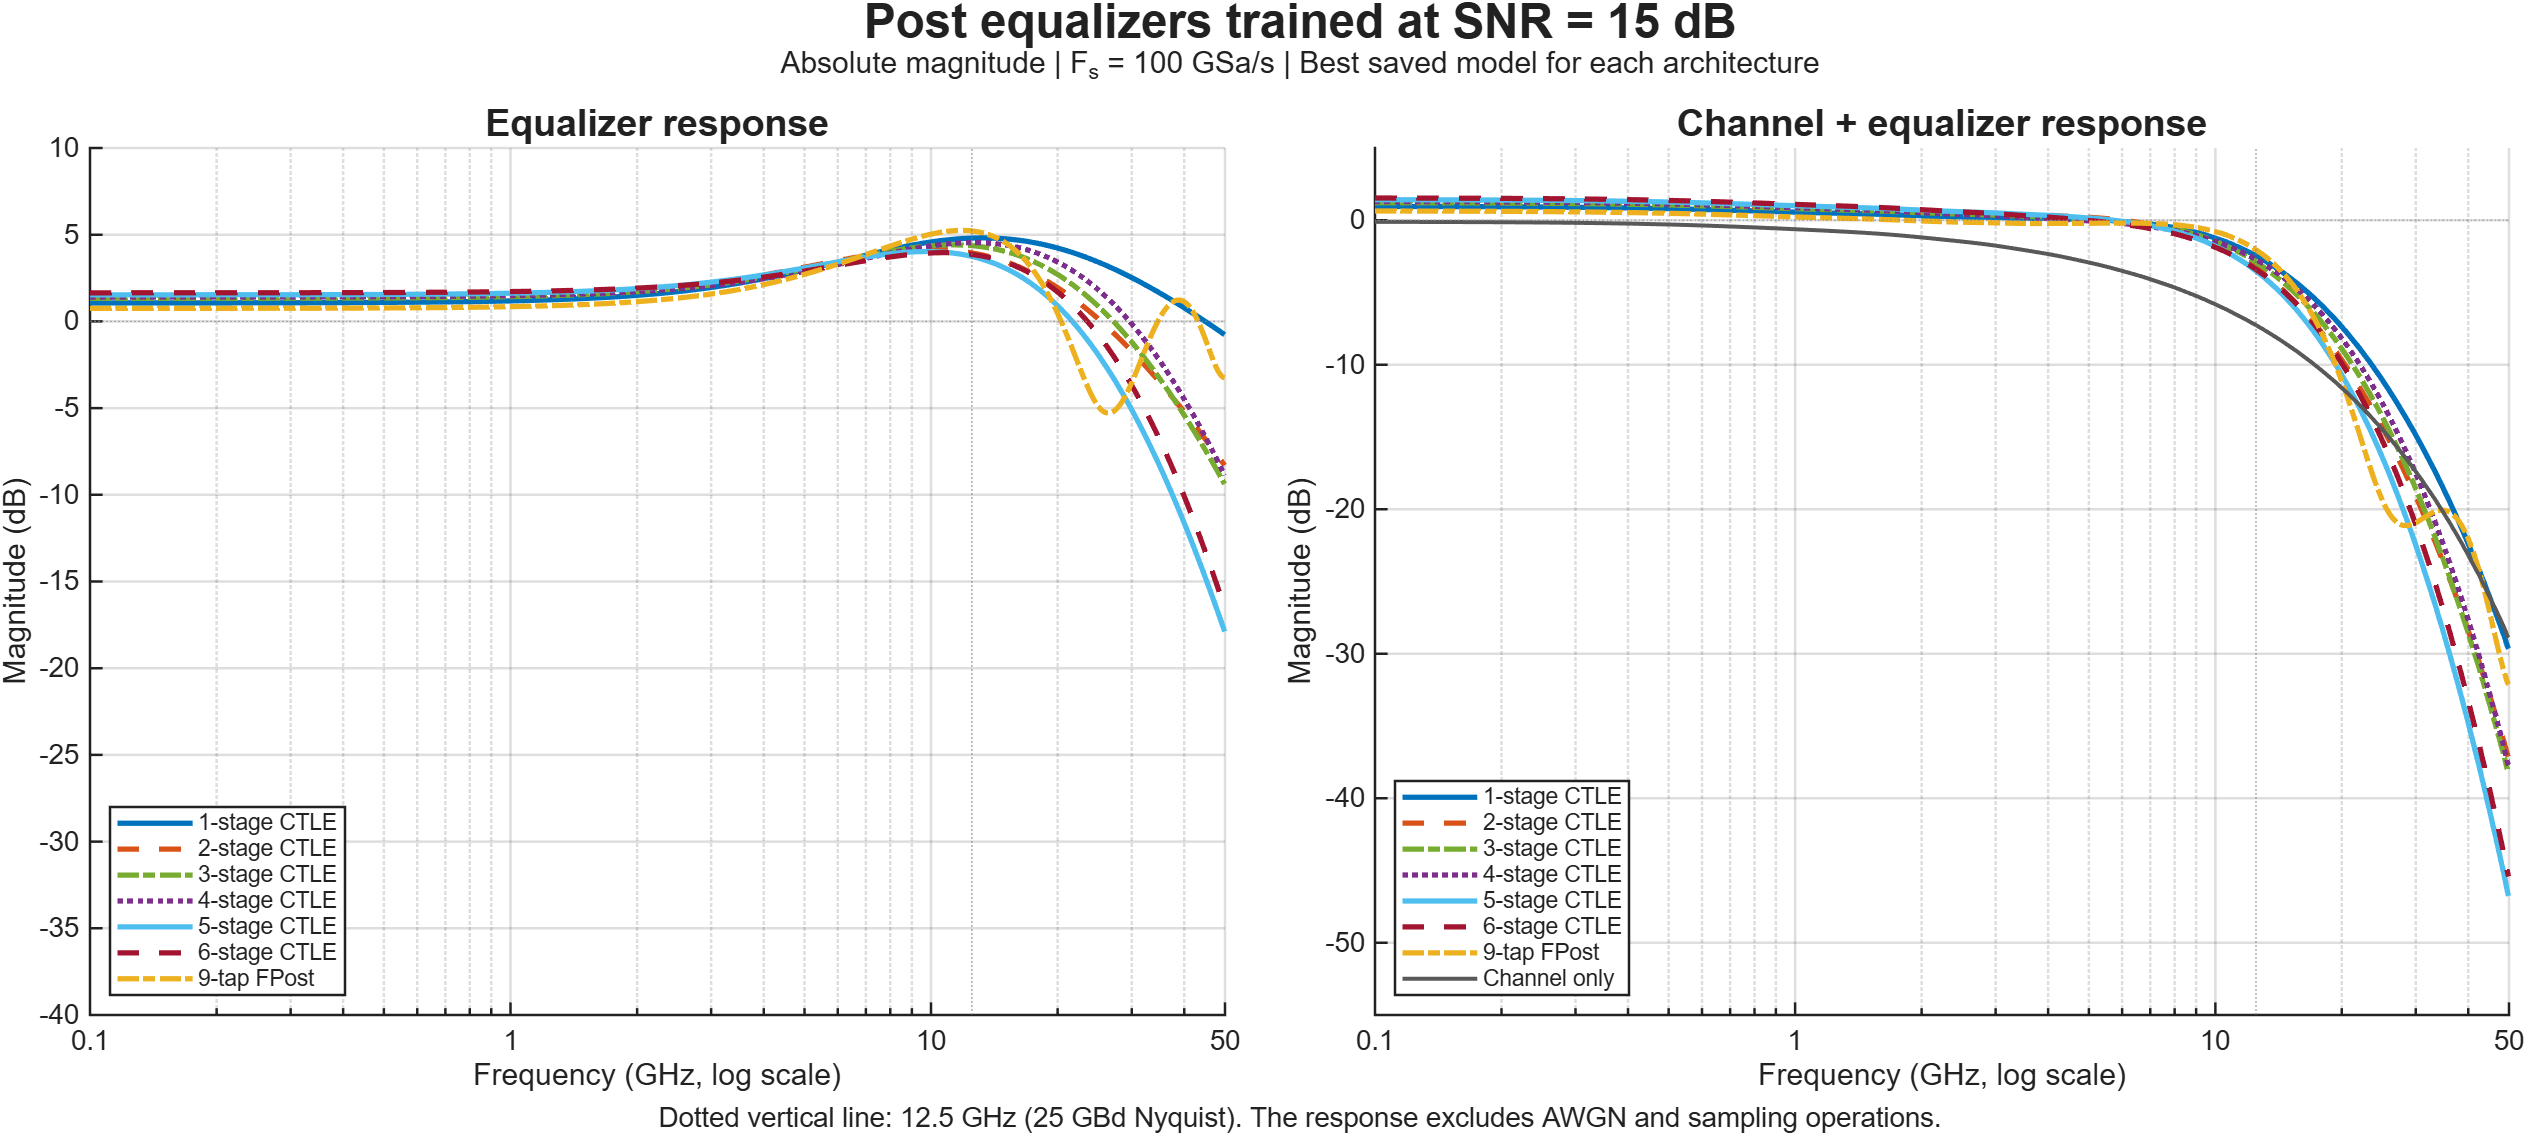 Post equalizers trained at SNR = 15 dB
Absolute magnitude | Fₛ = 100 GSa/s | Best saved model for each architecture
Equalizer response
10
5
0
-5
-10
-15
-20
-25
-30
-35
-40
Magnitude (dB)
1-stage CTLE
2-stage CTLE
3-stage CTLE
4-stage CTLE
5-stage CTLE
6-stage CTLE
9-tap FPost
0.1
1
10
50
Frequency (GHz, log scale)
Channel + equalizer response
0
-10
-20
-30
-40
-50
Magnitude (dB)
1-stage CTLE
2-stage CTLE
3-stage CTLE
4-stage CTLE
5-stage CTLE
6-stage CTLE
9-tap FPost
Channel only
0.1
1
10
50
Frequency (GHz, log scale)
Dotted vertical line: 12.5 GHz (25 GBd Nyquist). The response excludes AWGN and sampling operations.